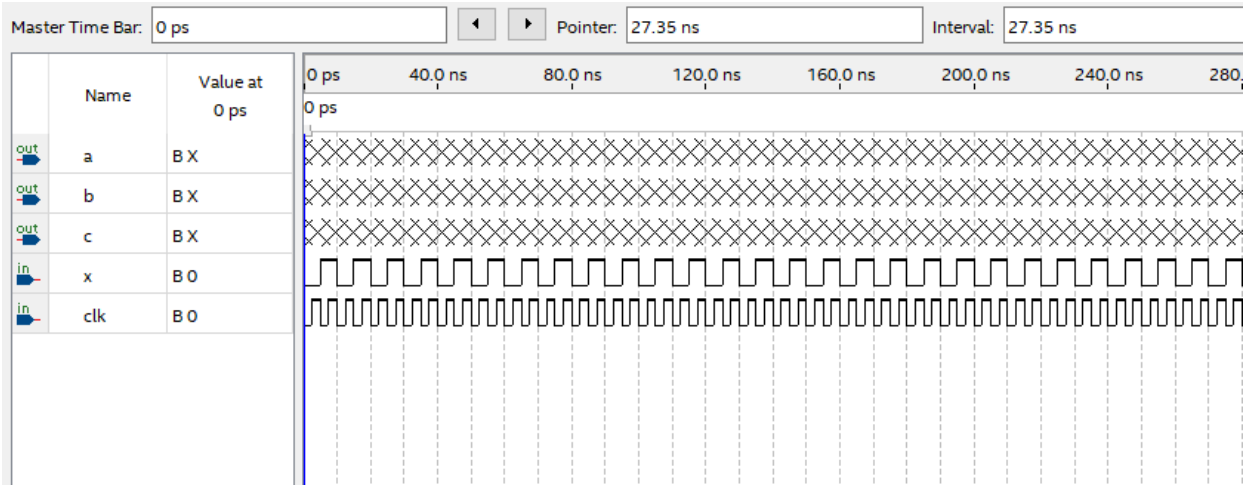 Master Time Bar: 0 ps Pointer: 27.35 ns Interval: 27.35 ns
Name Value at 0 ps
0 ps 40.0 ns 80.0 ns 120.0 ns 160.0 ns 200.0 ns 240.0 ns 280.
0 ps
out a B X
out b B X
out c B X
in x B 0
in clk B 0